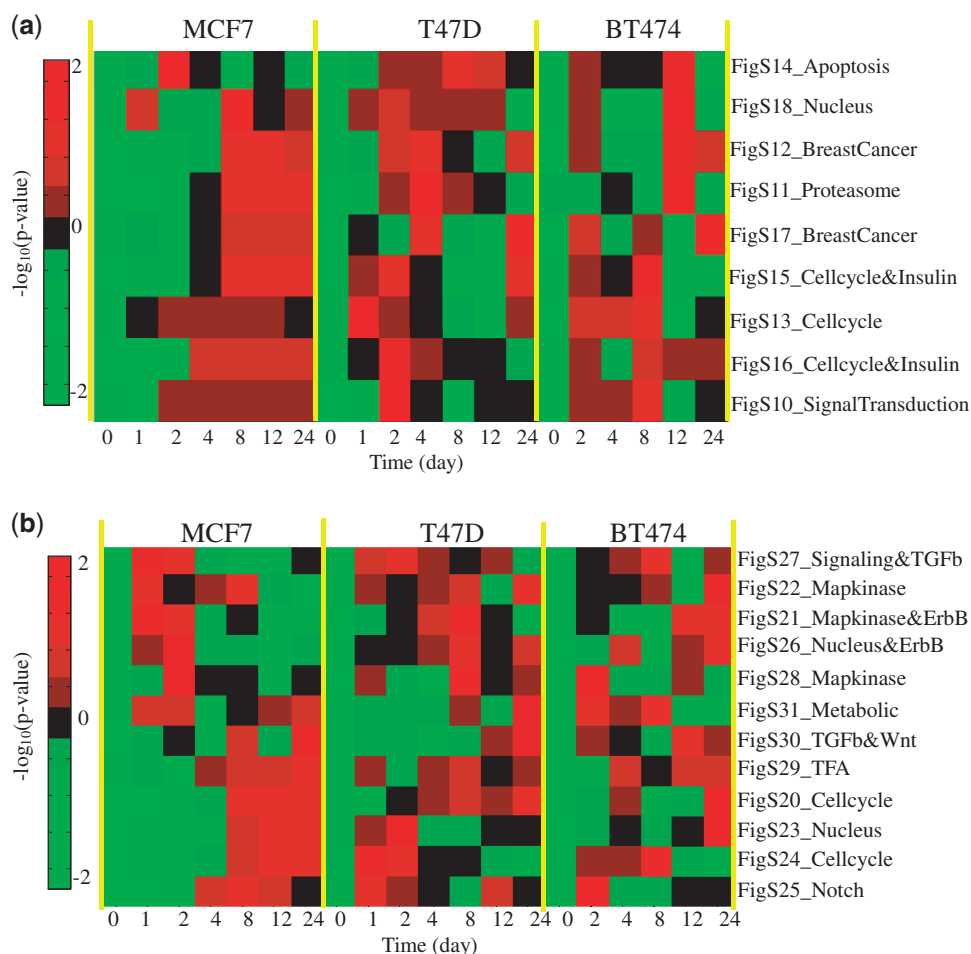 (a)
MCF7 T47D BT474
2
0
-2
-log10(p-value)
FigS14_Apoptosis
FigS18_Nucleus
FigS12_BreastCancer
FigS11_Proteasome
FigS17_BreastCancer
FigS15_Cellcycle&Insulin
FigS13_Cellcycle
FigS16_Cellcycle&Insulin
FigS10_SignalTransduction
0 1 2 4 8 12 24 0 1 2 4 8 12 24 0 2 4 8 12 24
Time (day)
(b)
MCF7 T47D BT474
2
0
-2
-log10(p-value)
FigS27_Signaling&TGFb
FigS22_Mapkinase
FigS21_Mapkinase&ErbB
FigS26_Nucleus&ErbB
FigS28_Mapkinase
FigS31_Metabolic
FigS30_TGFb&Wnt
FigS29_TFA
FigS20_Cellcycle
FigS23_Nucleus
FigS24_Cellcycle
FigS25_Notch
0 1 2 4 8 12 24 0 1 2 4 8 12 24 0 2 4 8 12 24
Time (day)